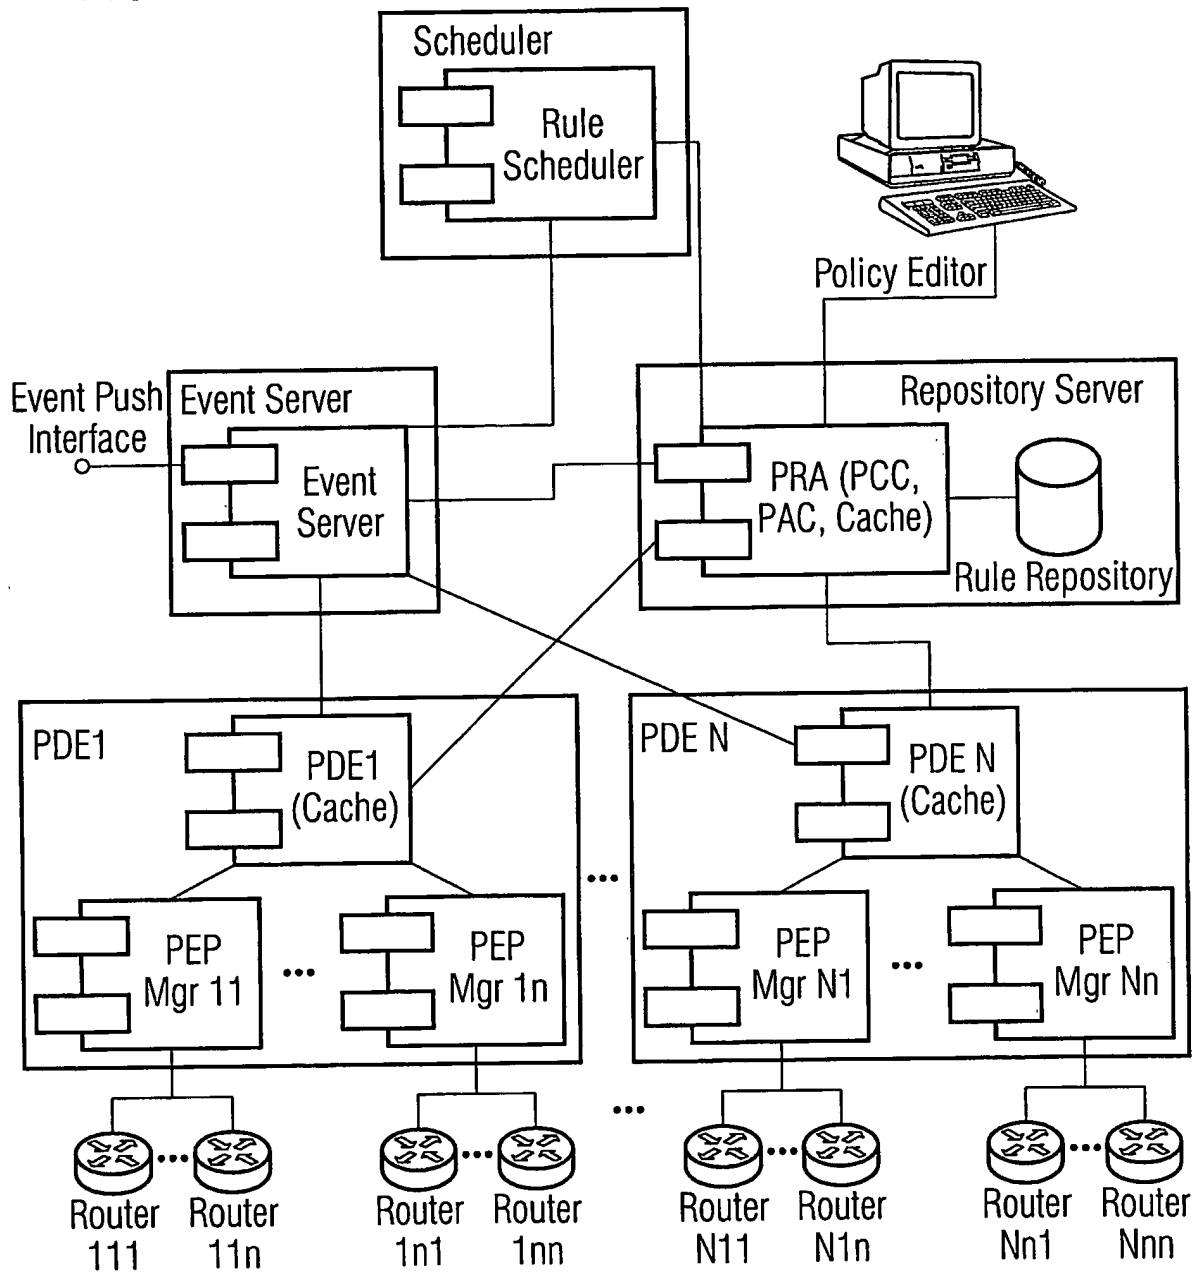 Scheduler
Rule
Scheduler
Policy Editor
Event Push
Interface
Event Server
Event
Server
Repository Server
PRA (PCC,
PAC, Cache)
Rule Repository
PDE1
PDE1
(Cache)
PDE N
PDE N
(Cache)
•••
PEP
Mgr 11
•••
PEP
Mgr 1n
PEP
Mgr N1
•••
PEP
Mgr Nn
•••
•••
•••
•••
•••
Router
111
Router
11n
Router
1n1
Router
1nn
Router
N11
Router
N1n
Router
Nn1
Router
Nnn